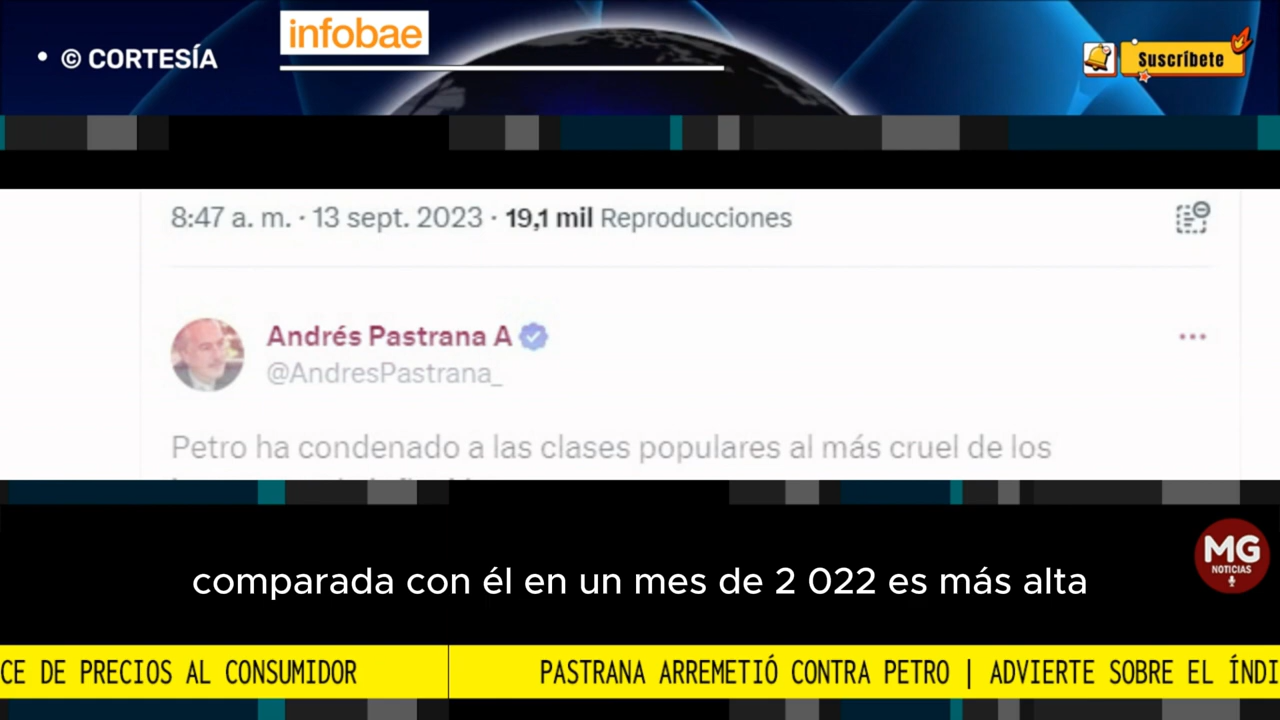 • © CORTESÍA
infobae
Suscríbete
8:47 a. m. · 13 sept. 2023 · 19,1 mil Reproducciones
Andrés Pastrana A
@AndresPastrana_
Petro ha condenado a las clases populares al más cruel de los
MG
NOTICIAS
comparada con él en un mes de 2 022 es más alta
CE DE PRECIOS AL CONSUMIDOR
PASTRANA ARREMETIÓ CONTRA PETRO | ADVIERTE SOBRE EL ÍNDI